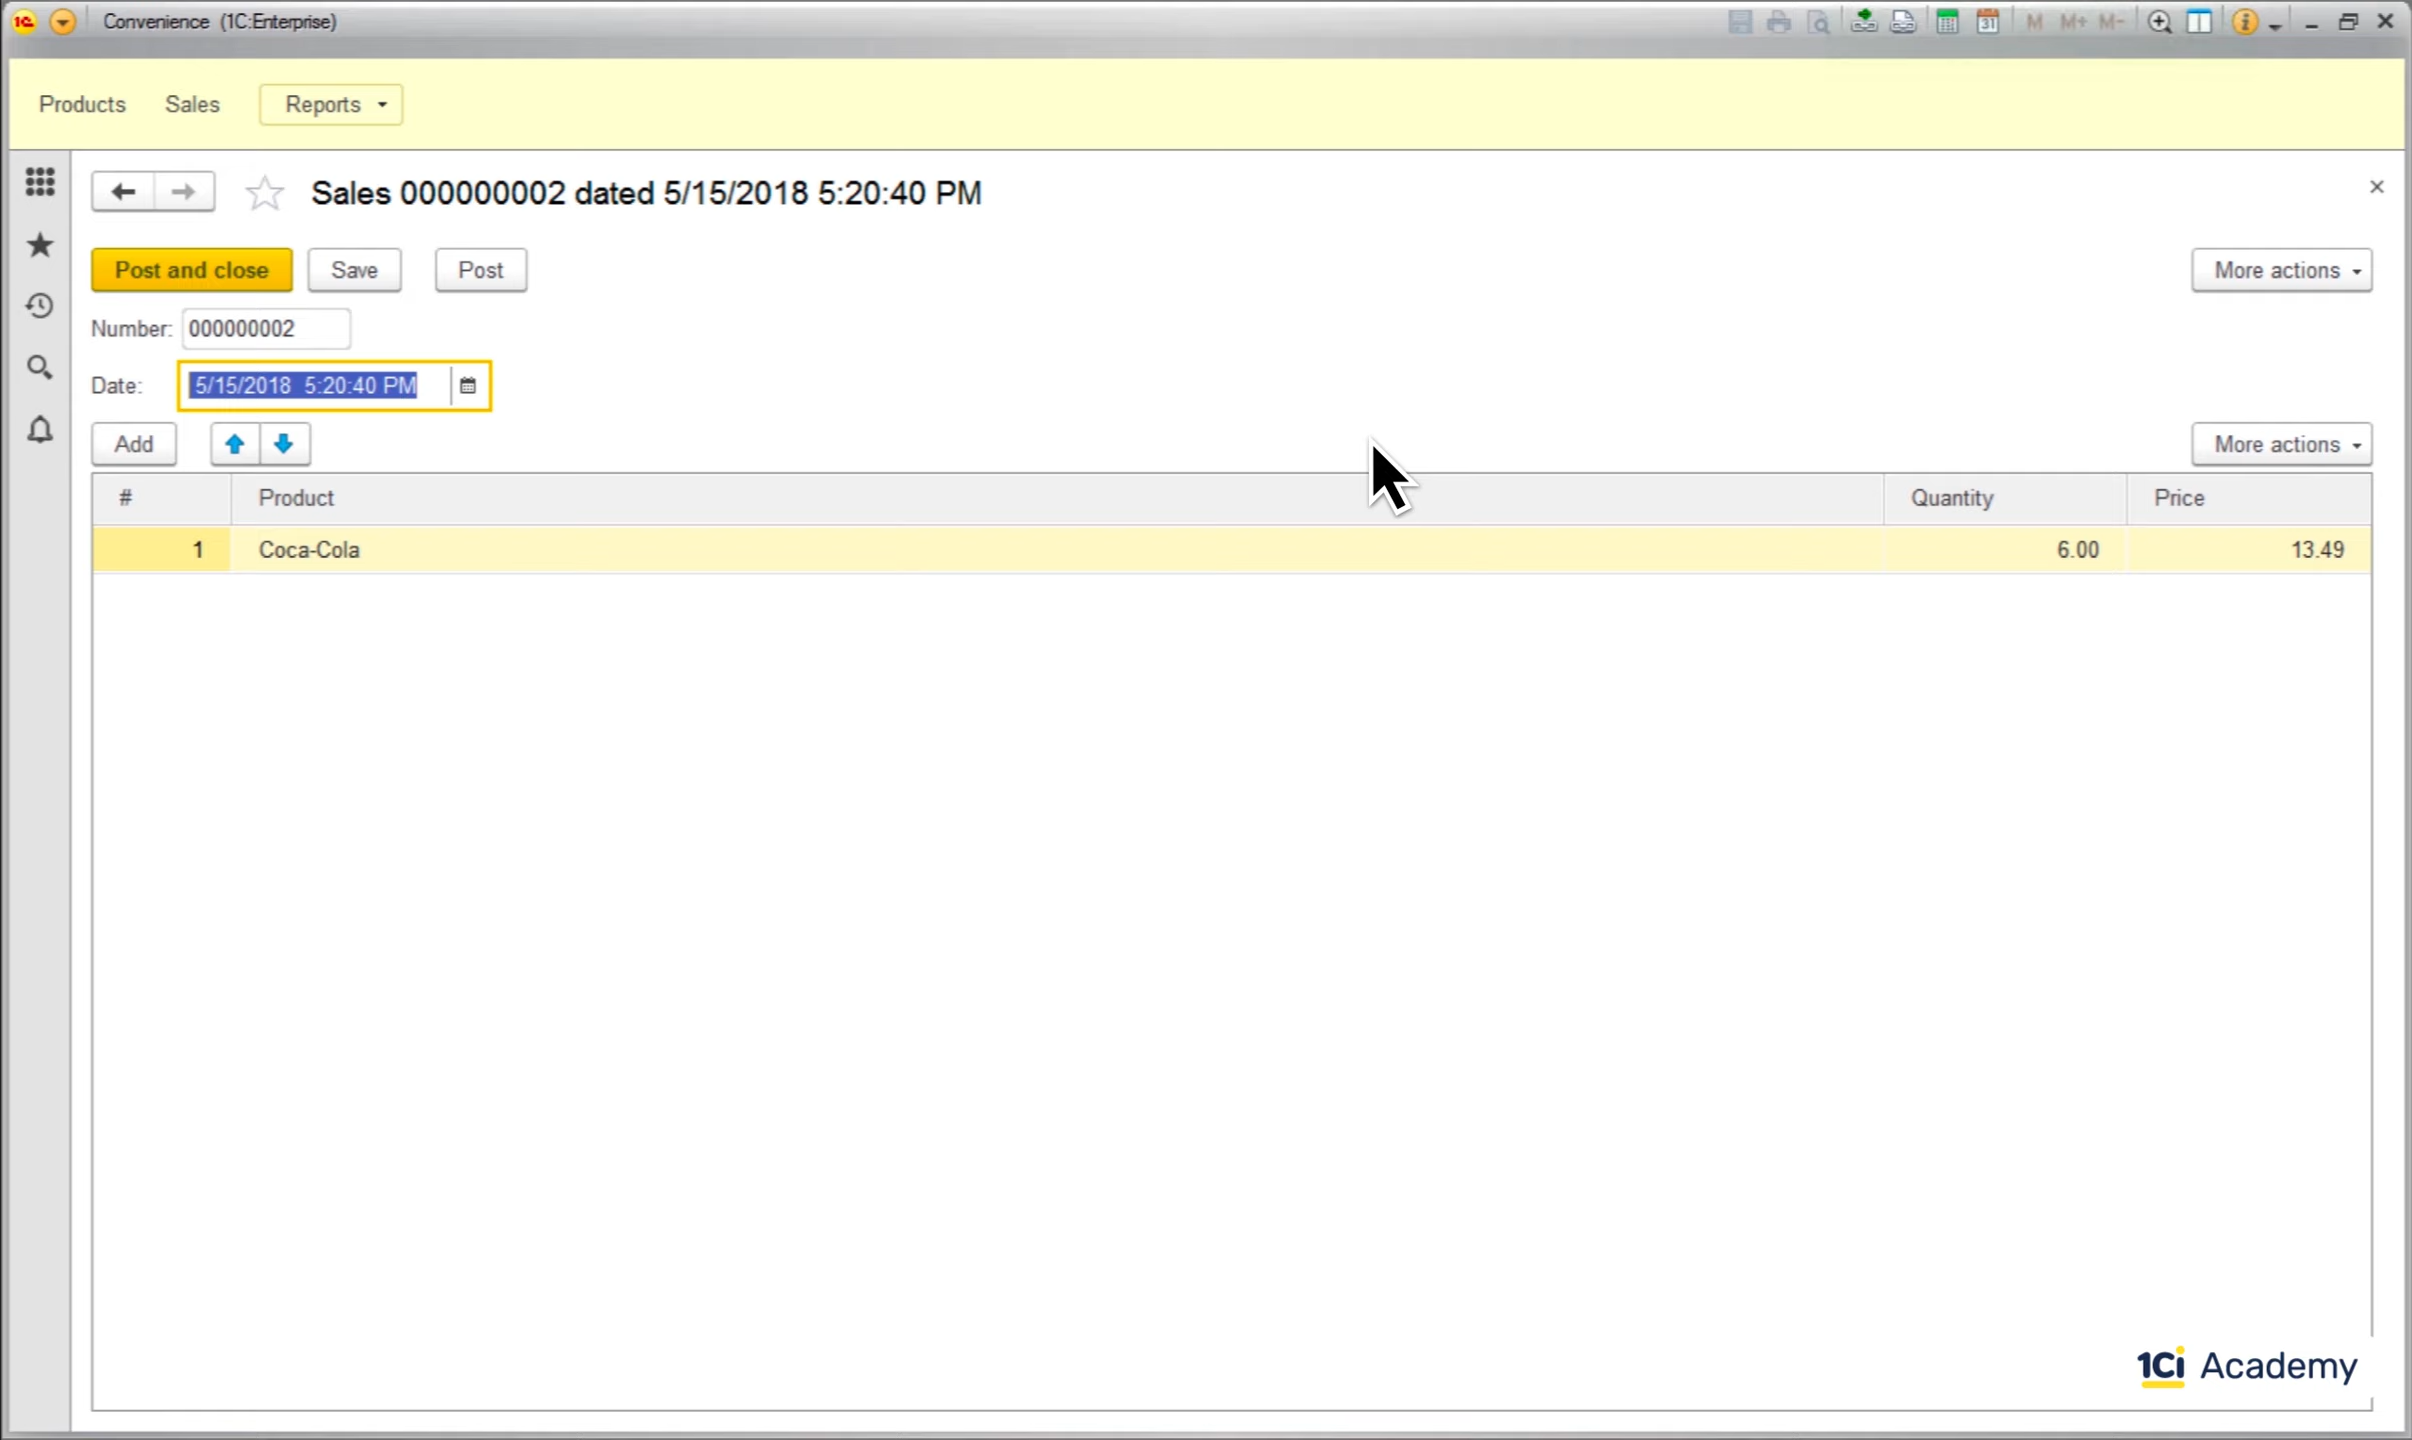 Convenience (1C:Enterprise)
M M+ M-
31
Products Sales Reports
Sales 000000002 dated 5/15/2018 5:20:40 PM
Post and close Save Post More actions
Number: 000000002
Date: 5/15/2018 5:20:40 PM
Add More actions
# Product Quantity Price
1 Coca-Cola 6.00 13.49
1Ci Academy